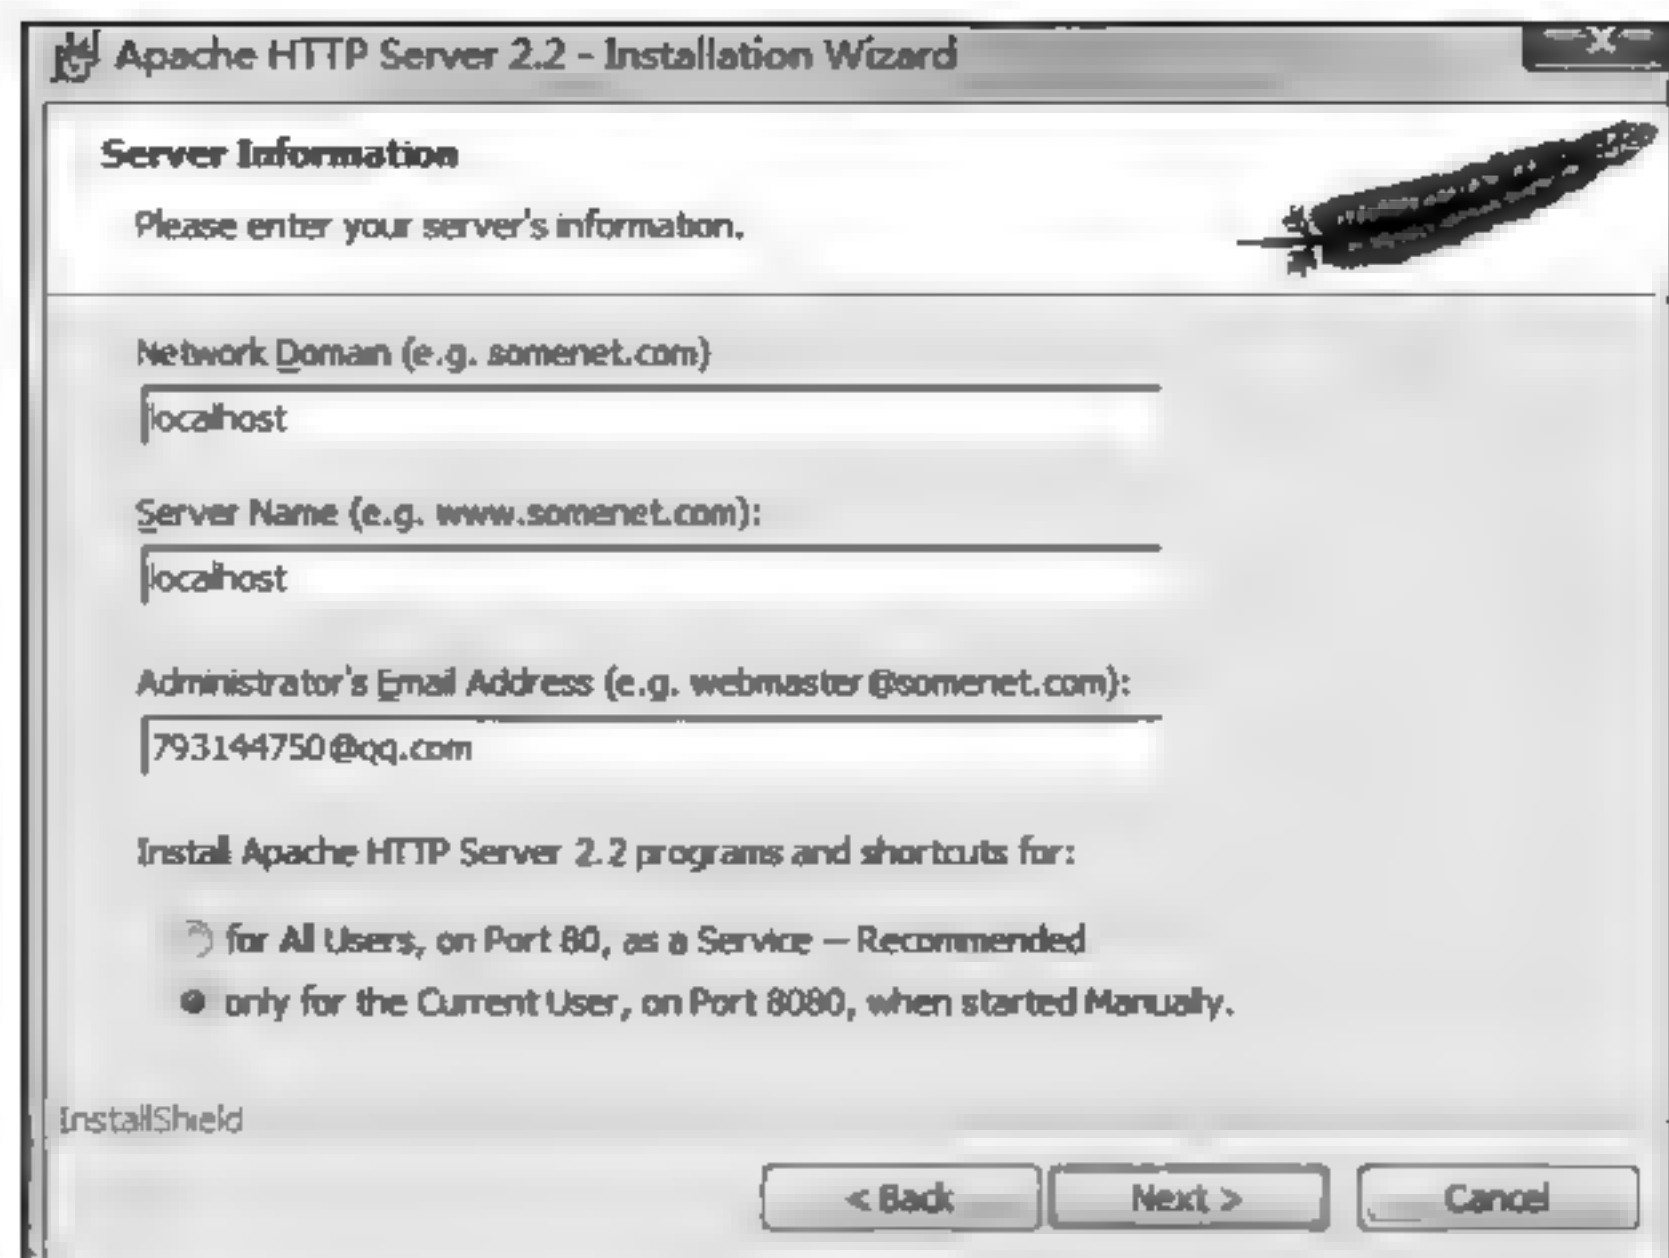 Apache HTTP Server 2.2 - Installation Wizard
Server Information
Please enter your server's information.
Network Domain (e.g. somenet.com)
localhost
Server Name (e.g. www.somenet.com):
localhost
Administrator's Email Address (e.g. webmaster@somenet.com):
793144750@qq.com
Install Apache HTTP Server 2.2 programs and shortcuts for:
for All Users, on Port 80, as a Service -- Recommended
only for the Current User, on Port 8080, when started Manually.
InstallShield
< Back Next > Cancel